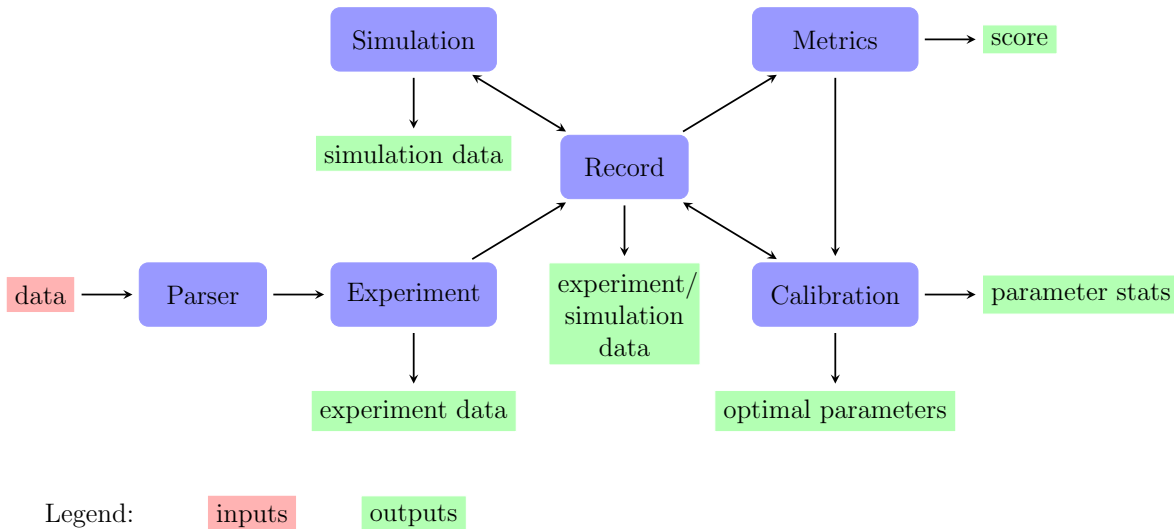 Simulation
Metrics
score
simulation data
Record
data
Parser
Experiment
experiment/
simulation
data
Calibration
parameter stats
experiment data
optimal parameters
Legend:
inputs
outputs